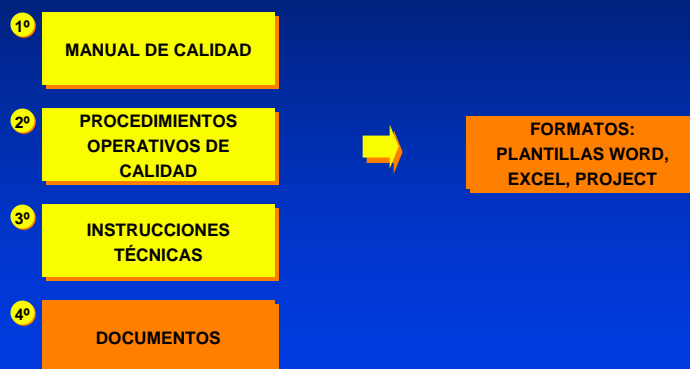 1º
MANUAL DE CALIDAD
2º
PROCEDIMIENTOS
OPERATIVOS DE
CALIDAD
FORMATOS:
PLANTILLAS WORD,
EXCEL, PROJECT
3º
INSTRUCCIONES
TÉCNICAS
4º
DOCUMENTOS